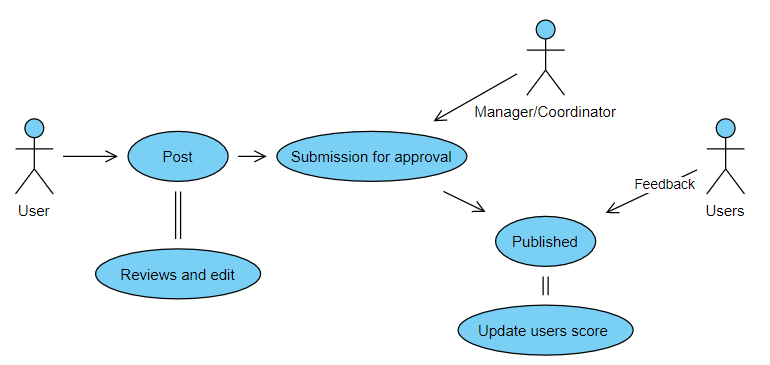 Manager/Coordinator
User
Post
Submission for approval
Feedback
Users
Published
Reviews and edit
Update users score